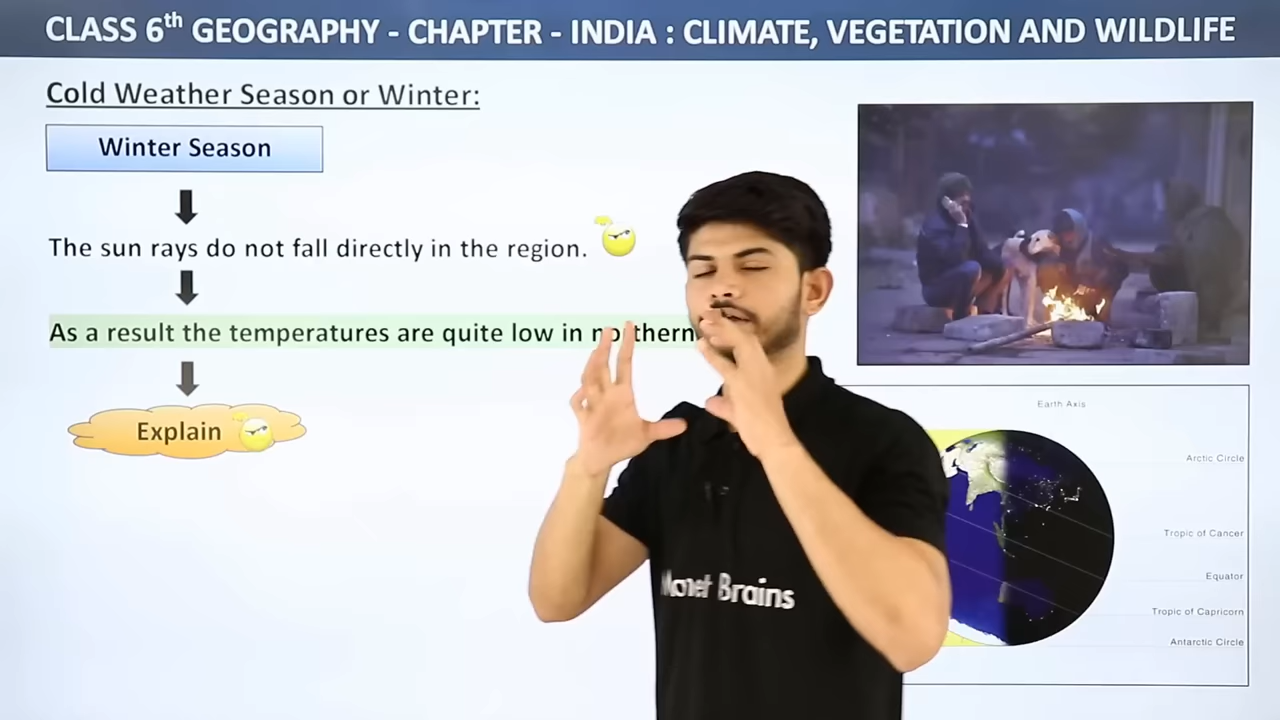 CLASS 6th GEOGRAPHY - CHAPTER - INDIA : CLIMATE, VEGETATION AND WILDLIFE
Cold Weather Season or Winter:
Winter Season
The sun rays do not fall directly in the region.
As a result the temperatures are quite low in northern
Explain
Earth Axis
Arctic Circle
Tropic of Cancer
Equator
Tropic of Capricorn
Antarctic Circle
Monet Brains